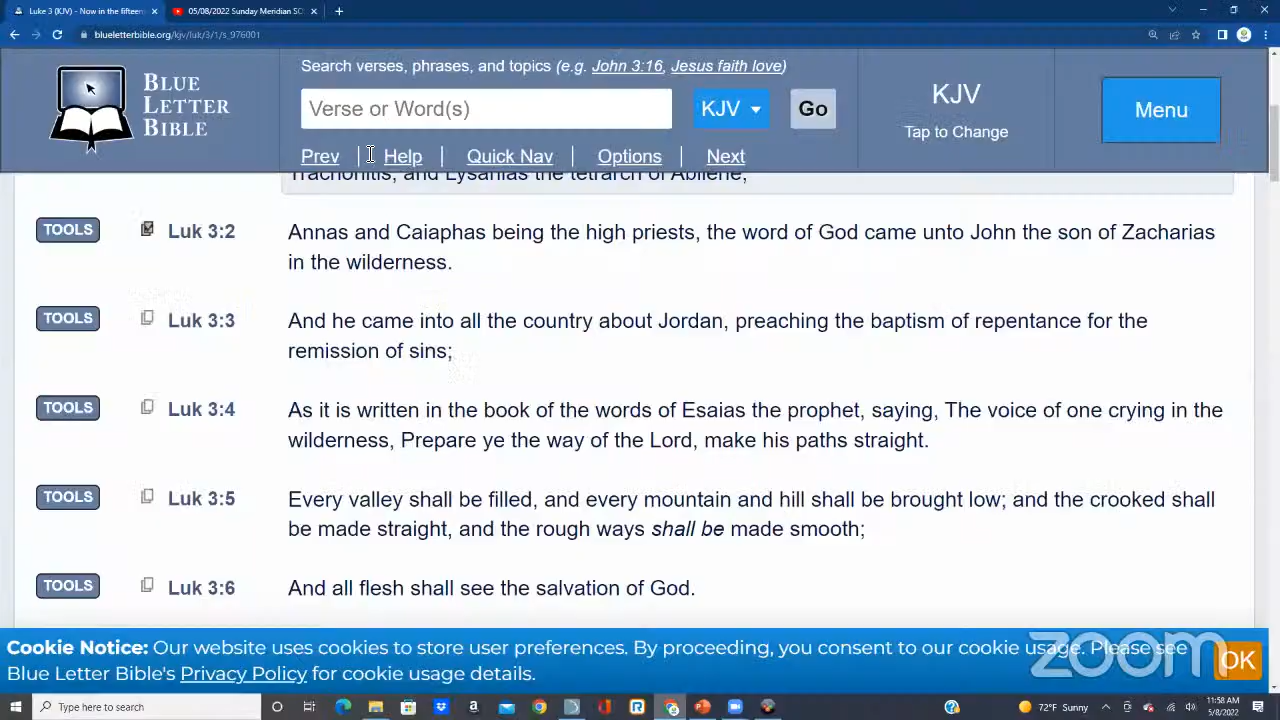 Luke 3 (KJV) - Now in the fifteen
05/08/2022 Sunday Meridian SO
blueletterbible.org/kjv/luk/3/1/s_976001
Search verses, phrases, and topics (e.g. John 3:16, Jesus faith love)
BLUE
LETTER
BIBLE
Verse or Word(s)
KJV
Go
KJV
Tap to Change
Menu
Prev | Help | Quick Nav | Options | Next
Trachonitis, and Lysanias the tetrarch of Abilene,
TOOLS Luk 3:2 Annas and Caiaphas being the high priests, the word of God came unto John the son of Zacharias
in the wilderness.
TOOLS Luk 3:3 And he came into all the country about Jordan, preaching the baptism of repentance for the
remission of sins;
TOOLS Luk 3:4 As it is written in the book of the words of Esaias the prophet, saying, The voice of one crying in the
wilderness, Prepare ye the way of the Lord, make his paths straight.
TOOLS Luk 3:5 Every valley shall be filled, and every mountain and hill shall be brought low; and the crooked shall
be made straight, and the rough ways shall be made smooth;
TOOLS Luk 3:6 And all flesh shall see the salvation of God.
Cookie Notice: Our website uses cookies to store user preferences. By proceeding, you consent to our cookie usage. Please see
Blue Letter Bible's Privacy Policy for cookie usage details.
OK
zoom
Type here to search
72°F Sunny
11:58 AM
5/8/2022